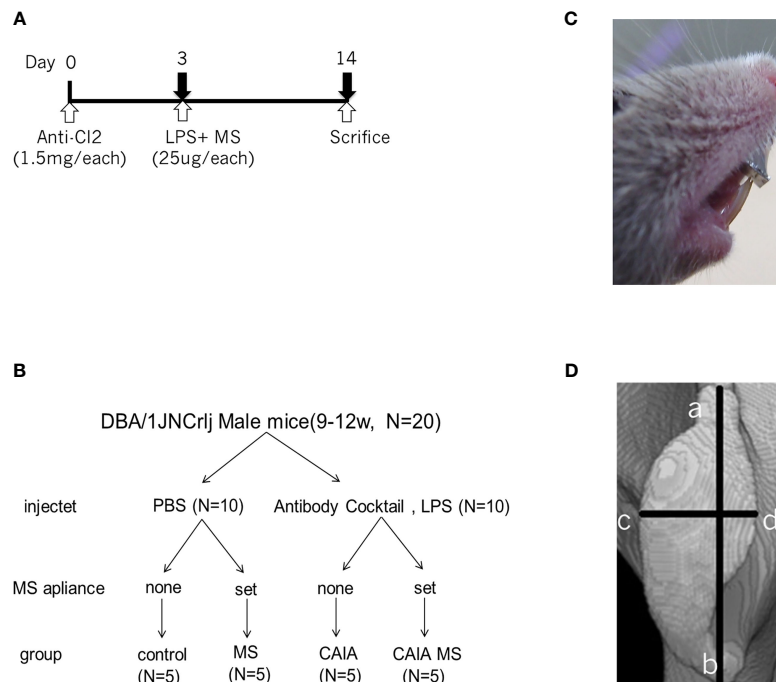 A
Day 0 3 14
Anti-Cl2 LPS+ MS Scrifice
(1.5mg/each) (25ug/each)
B
DBA/1JNCrlj Male mice(9-12w, N=20)
injectet PBS (N=10) Antibody Cocktail , LPS (N=10)
MS apliance none set none set
group control MS CAIA CAIA MS
(N=5) (N=5) (N=5) (N=5)
C
D
a
c d
b